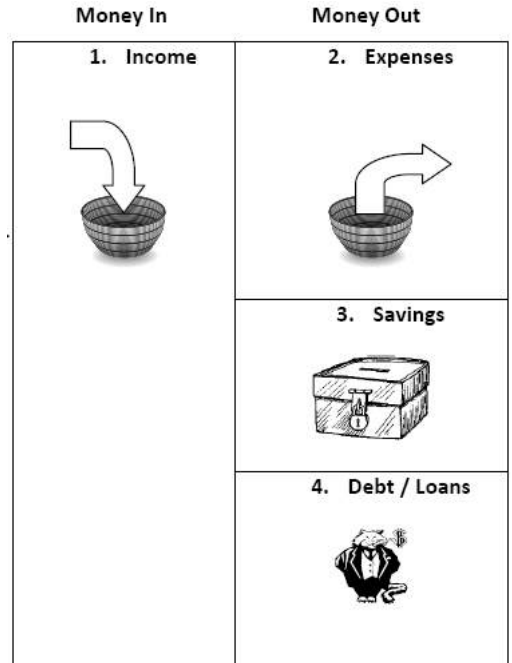 Money In
Money Out
1. Income
2. Expenses
3. Savings
4. Debt / Loans